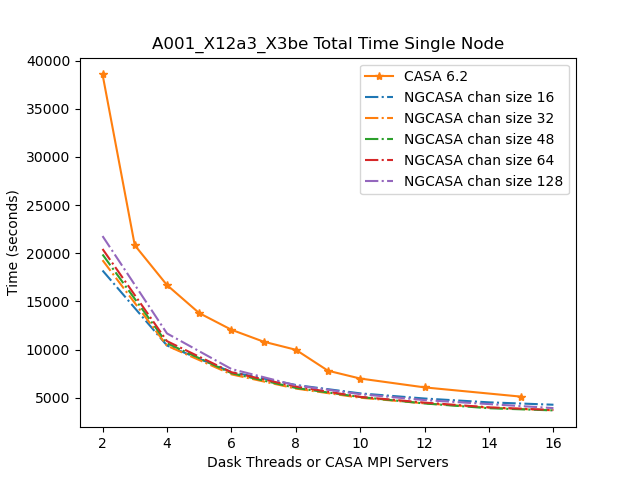 A001_X12a3_X3be Total Time Single Node
40000
35000
30000
25000
20000
15000
10000
5000
Time (seconds)
CASA 6.2
NGCASA chan size 16
NGCASA chan size 32
NGCASA chan size 48
NGCASA chan size 64
NGCASA chan size 128
2 4 6 8 10 12 14 16
Dask Threads or CASA MPI Servers